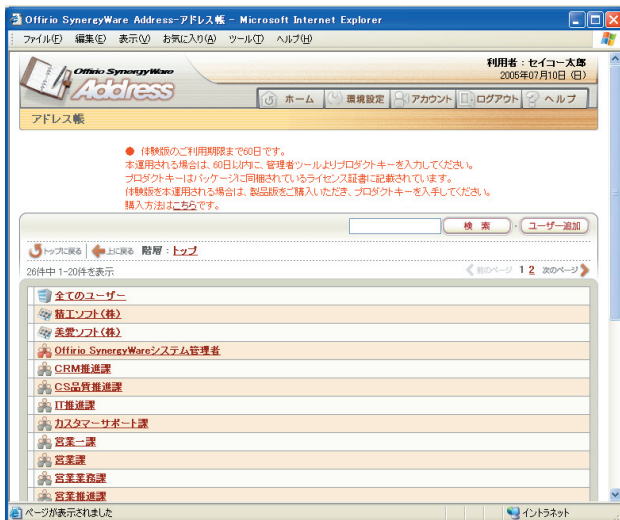 Offirio SynergyWare Address-アドレス帳 - Microsoft Internet Explorer
ファイル(F) 編集(E) 表示(V) お気に入り(A) ツール(T) ヘルプ(H)
Offirio SynergyWare
Address
利用者：セイコー太郎
2005年07月10日 (日)
ホーム 環境設定 アカウント ログアウト ヘルプ
アドレス帳
● 体験版のご利用期限まで60日です。
本運用される場合は、60日以内に、管理者ツールよりプロダクトキーを入力してください。
プロダクトキーはパッケージに同梱されているライセンス証書に記載されています。
体験版を本運用される場合は、製品版をご購入いただき、プロダクトキーを入手してください。
購入方法はこちらです。
検 索 ・ ユーザー追加
トップに戻る 上に戻る 階層：トップ
26件中 1-20件を表示 前のページ 1 2 次のページ
全てのユーザー
精工ソフト(株)
美愛ソフト(株)
Offirio SynergyWareシステム管理者
CRM推進課
CS品質推進課
IT推進課
カスタマーサポート課
営業一課
営業課
営業業務課
営業推進課
ページが表示されました イントラネット